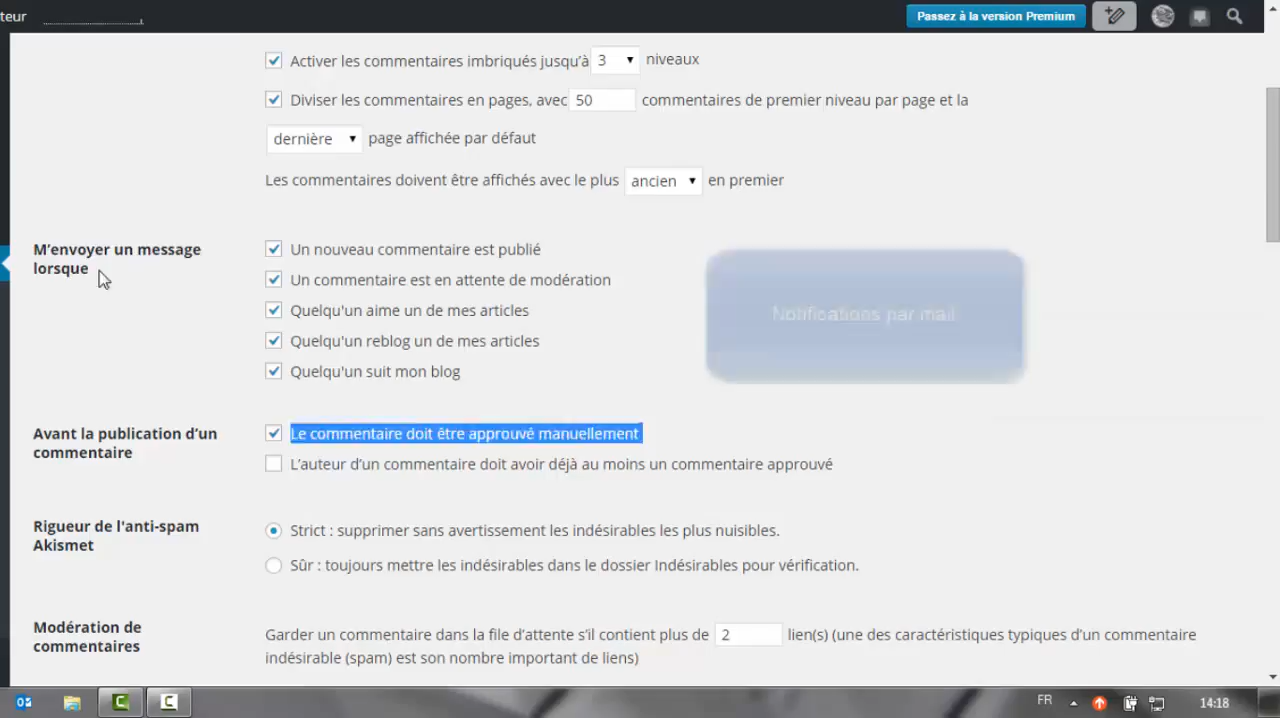 teur
Passez à la version Premium
Activer les commentaires imbriqués jusqu'à 3 niveaux
Diviser les commentaires en pages, avec 50 commentaires de premier niveau par page et la
dernière page affichée par défaut
Les commentaires doivent être affichés avec le plus ancien en premier
M'envoyer un message
lorsque
Un nouveau commentaire est publié
Un commentaire est en attente de modération
Quelqu'un aime un de mes articles
Quelqu'un reblog un de mes articles
Quelqu'un suit mon blog
Notifications par mail
Avant la publication d'un
commentaire
Le commentaire doit être approuvé manuellement
L'auteur d'un commentaire doit avoir déjà au moins un commentaire approuvé
Rigueur de l'anti-spam
Akismet
Strict : supprimer sans avertissement les indésirables les plus nuisibles.
Sûr : toujours mettre les indésirables dans le dossier Indésirables pour vérification.
Modération de
commentaires
Garder un commentaire dans la file d'attente s'il contient plus de 2 lien(s) (une des caractéristiques typiques d'un commentaire
indésirable (spam) est son nombre important de liens)
FR
14:18